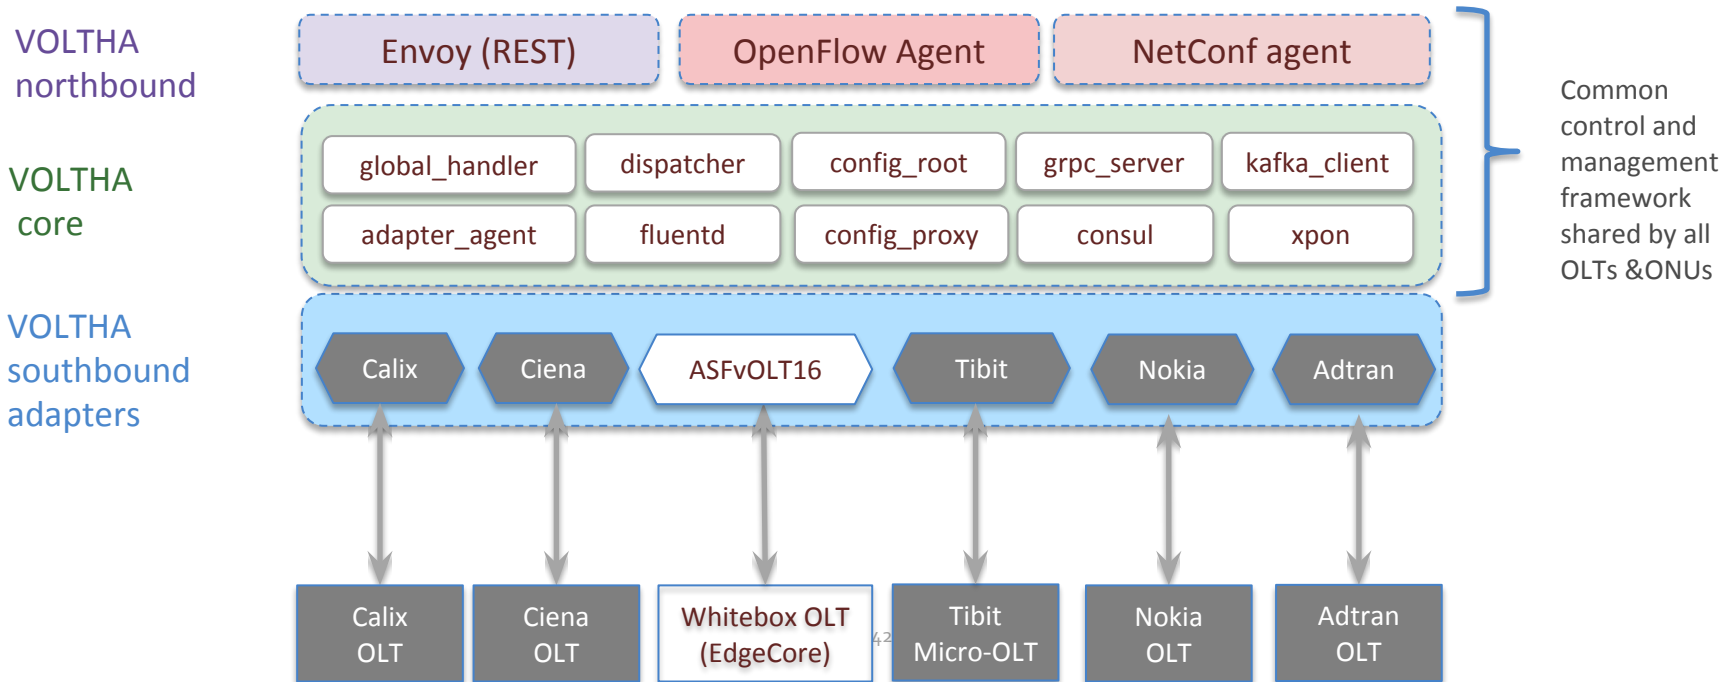 VOLTHA
northbound
Envoy (REST)
OpenFlow Agent
NetConf agent
Common
control and
management
framework
shared by all
OLTs &ONUs
VOLTHA
core
global_handler
dispatcher
config_root
grpc_server
kafka_client
adapter_agent
fluentd
config_proxy
consul
xpon
VOLTHA
southbound
adapters
Calix
Ciena
ASFvOLT16
Tibit
Nokia
Adtran
Calix
OLT
Ciena
OLT
Whitebox OLT
(EdgeCore)
42
Tibit
Micro-OLT
Nokia
OLT
Adtran
OLT